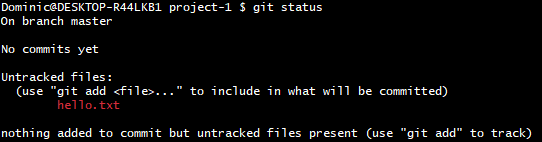 Dominic@DESKTOP-R44LKB1 project-1 $ git status
On branch master
No commits yet
Untracked files:
(use "git add <file>..." to include in what will be committed)
hello.txt
nothing added to commit but untracked files present (use "git add" to track)